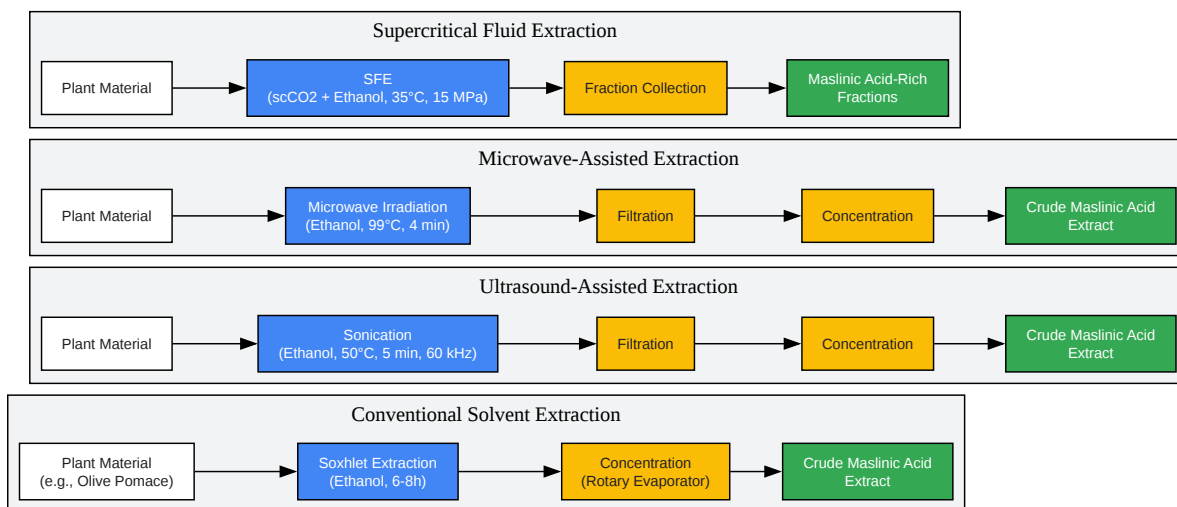 Supercritical Fluid Extraction
Plant Material
SFE
(scCO2 + Ethanol, 35°C, 15 MPa)
Fraction Collection
Maslinic Acid-Rich
Fractions
Microwave-Assisted Extraction
Plant Material
Microwave Irradiation
(Ethanol, 99°C, 4 min)
Filtration
Concentration
Crude Maslinic Acid
Extract
Ultrasound-Assisted Extraction
Plant Material
Sonication
(Ethanol, 50°C, 5 min, 60 kHz)
Filtration
Concentration
Crude Maslinic Acid
Extract
Conventional Solvent Extraction
Plant Material
(e.g., Olive Pomace)
Soxhlet Extraction
(Ethanol, 6-8h)
Concentration
(Rotary Evaporator)
Crude Maslinic Acid
Extract